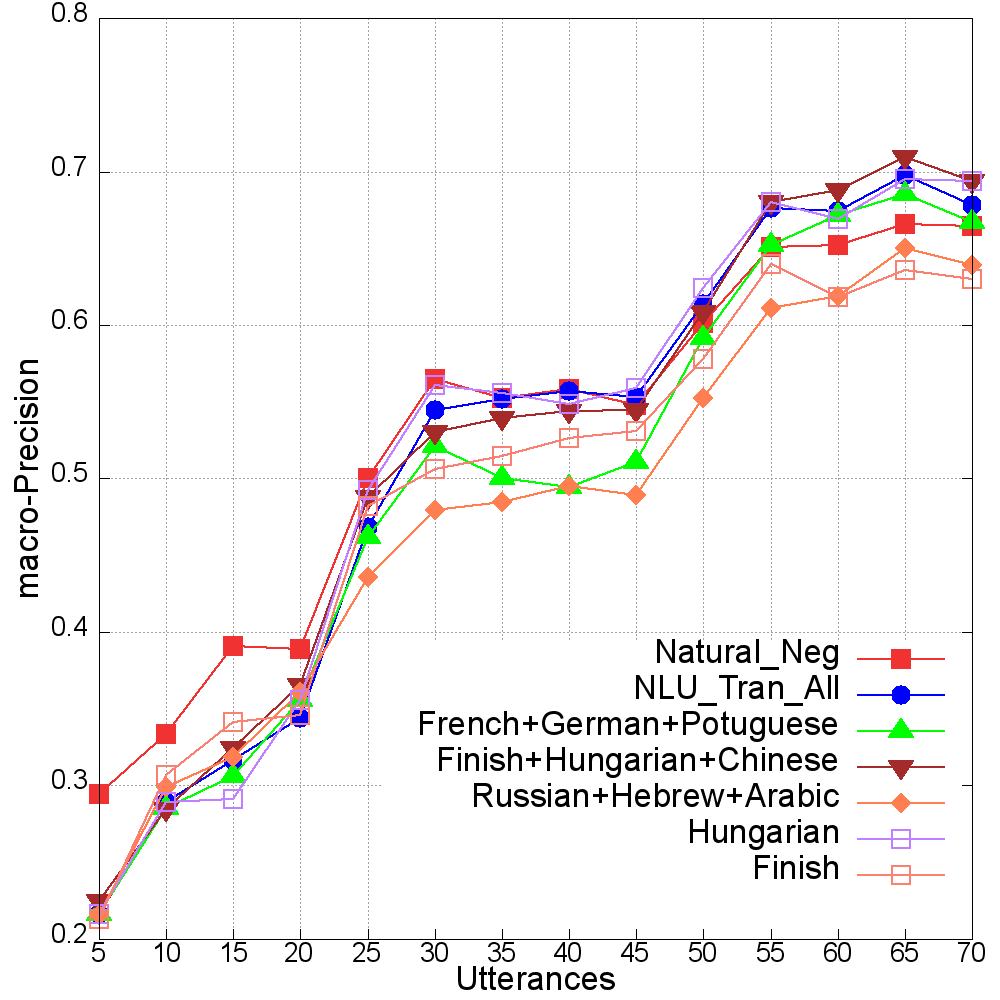 0.8
0.7
0.6
0.5
0.4
0.3
0.2
macro-Precision
5 10 15 20 25 30 35 40 45 50 55 60 65 70
Utterances
Natural_Neg
NLU_Tran_All
French+German+Potuguese
Finish+Hungarian+Chinese
Russian+Hebrew+Arabic
Hungarian
Finish